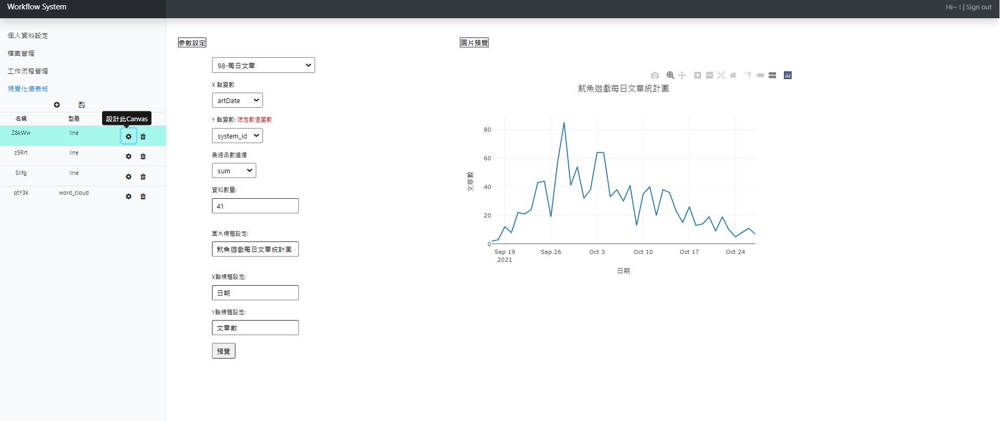 Workflow System
Hi~ ! | Sign out
個人資料設定
檔案管理
工作流程管理
視覺化儀表板
名稱
型態
設計此Canvas
Z8kWw
line
z5Rrt
line
SIlfg
line
qtY3k
word_cloud
參數設定
98-每日文章
X 軸變數
artDate
Y 軸變數: 限定數值變數
system_id
彙總函數選擇
sum
資料數量:
41
圖片標題設定:
魷魚遊戲每日文章統計圖
X軸標題設定:
日期
Y軸標題設定:
文章數
預覽
圖片預覽
魷魚遊戲每日文章統計圖
文章數
80
60
40
20
0
Sep 19
2021
Sep 26
Oct 3
Oct 10
Oct 17
Oct 24
日期